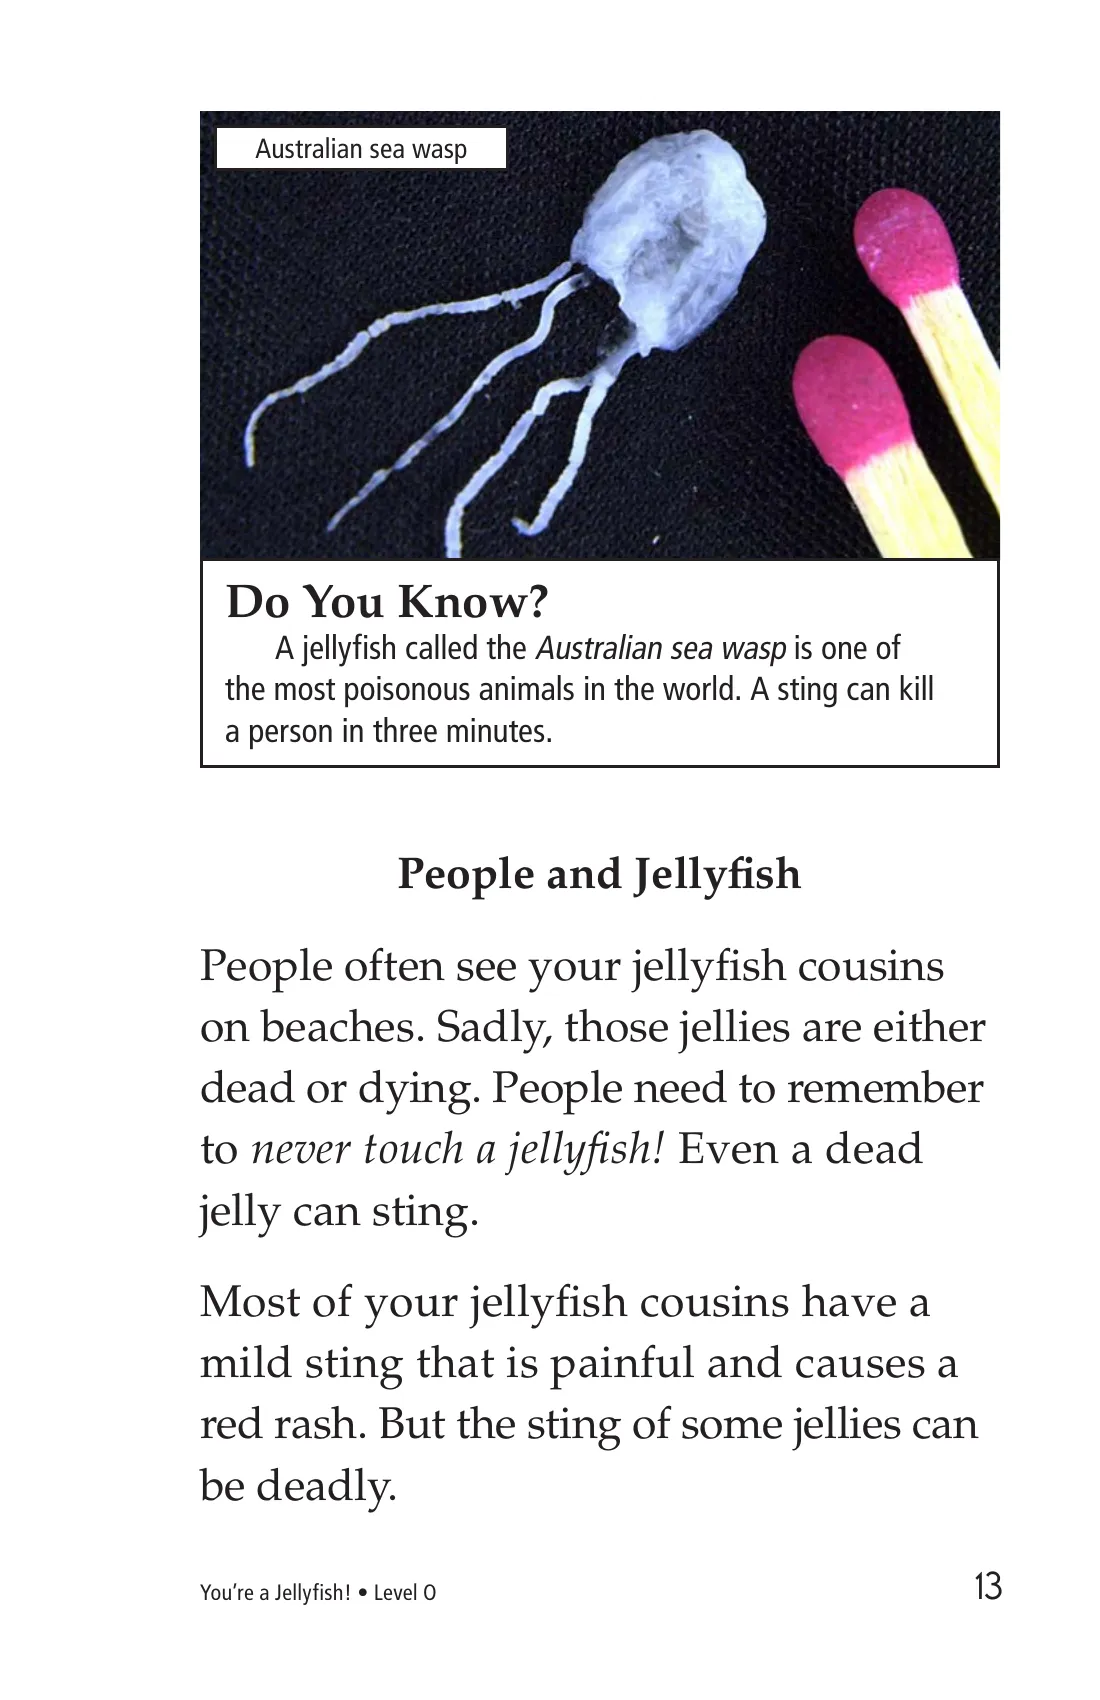 Australian sea wasp
Do You Know?
A jellyfish called the Australian sea wasp is one of
the most poisonous animals in the world. A sting can kill
a person in three minutes.
People and Jellyfish
People often see your jellyfish cousins
on beaches. Sadly, those jellies are either
dead or dying. People need to remember
to never touch a jellyfish! Even a dead
jelly can sting.
Most of your jellyfish cousins have a
mild sting that is painful and causes a
red rash. But the sting of some jellies can
be deadly.
You’re a Jellyfish! • Level O
13